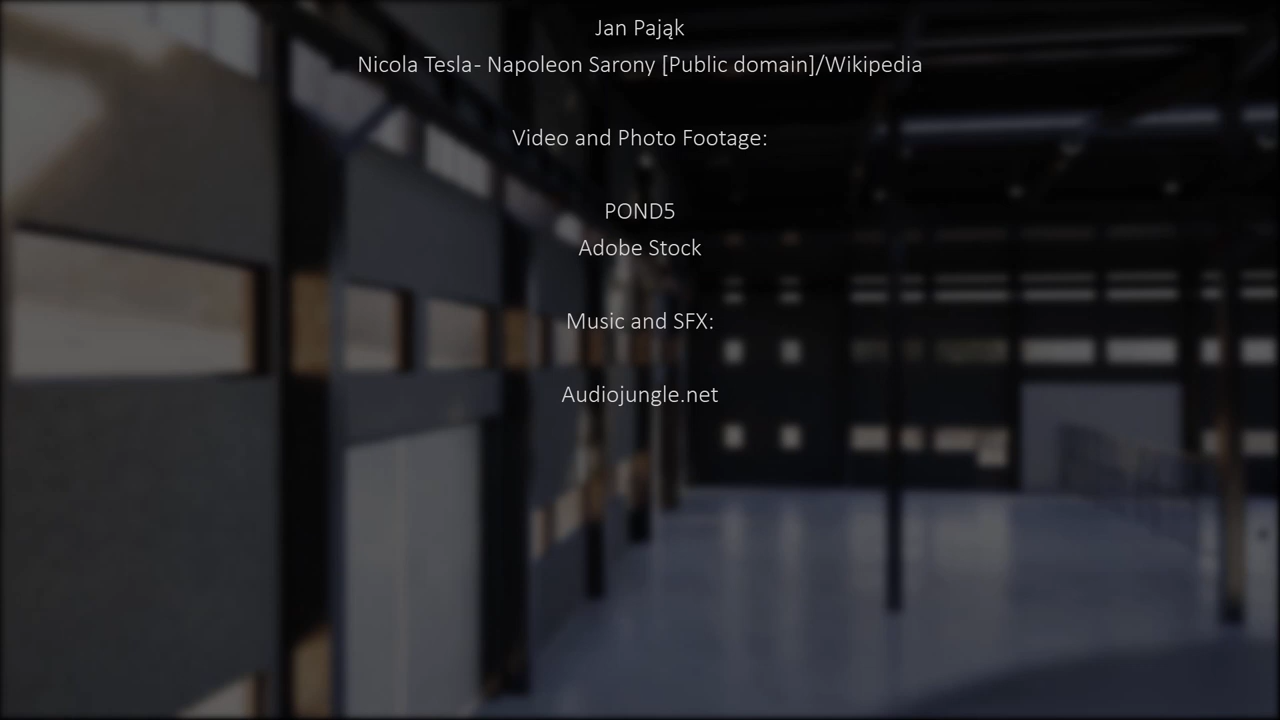 Jan Pająk
Nicola Tesla - Napoleon Sarony [Public domain]/Wikipedia
Video and Photo Footage:
POND5
Adobe Stock
Music and SFX:
Audiojungle.net